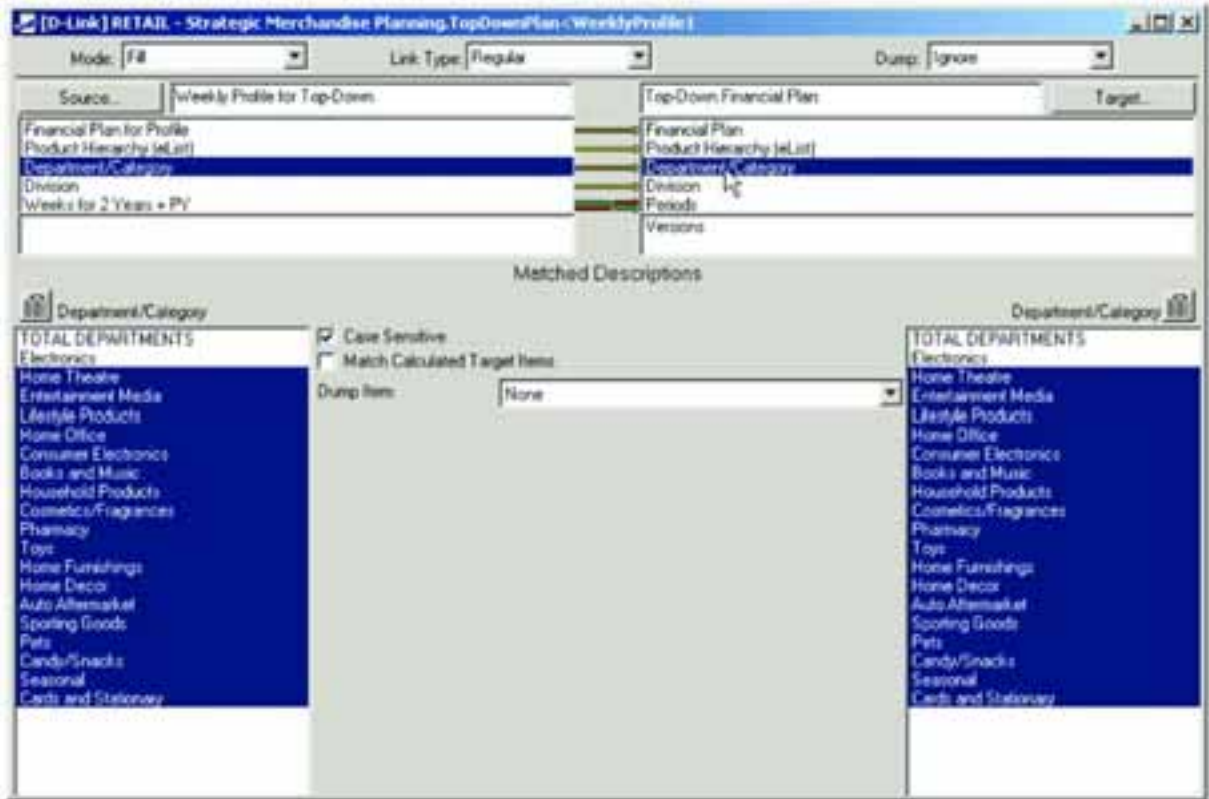 [D-Link] RETAIL - Strategic Merchandise Planning.TopDownPlan<WeeklyProfile]
Mode: Fill Link Type: Regular Dump: Ignore
Source... Weekly Profile for Top-Down Top-Down Financial Plan Target...
Financial Plan for Profile Financial Plan
Product Hierarchy (eList) Product Hierarchy (eList)
Department/Category Department/Category
Division Division
Weeks for 2 Years + PV Periods
Versions
Matched Descriptions
Department/Category Department/Category
TOTAL DEPARTMENTS Case Sensitive TOTAL DEPARTMENTS
Electronics Match Calculated Target Items Electronics
Home Theatre Home Theatre
Entertainment Media Dump Item: None Entertainment Media
Lifestyle Products Lifestyle Products
Home Office Home Office
Consumer Electronics Consumer Electronics
Books and Music Books and Music
Household Products Household Products
Cosmetics/Fragrances Cosmetics/Fragrances
Pharmacy Pharmacy
Toys Toys
Home Furnishings Home Furnishings
Home Decor Home Decor
Auto Aftermarket Auto Aftermarket
Sporting Goods Sporting Goods
Pets Pets
Candy/Snacks Candy/Snacks
Seasonal Seasonal
Cards and Stationary Cards and Stationary